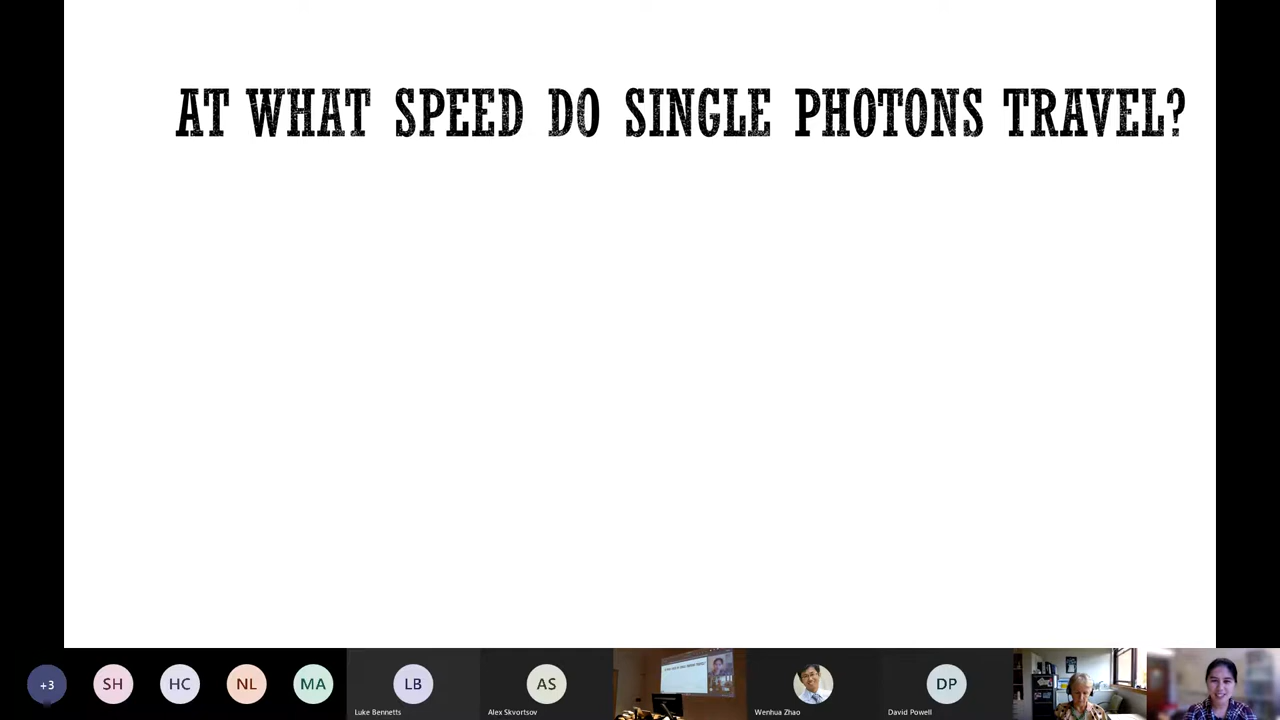 AT WHAT SPEED DO SINGLE PHOTONS TRAVEL?
+3
SH
HC
NL
MA
LB
Luke Bennetts
AS
Alex Skvortsov
Wenhua Zhao
DP
David Powell